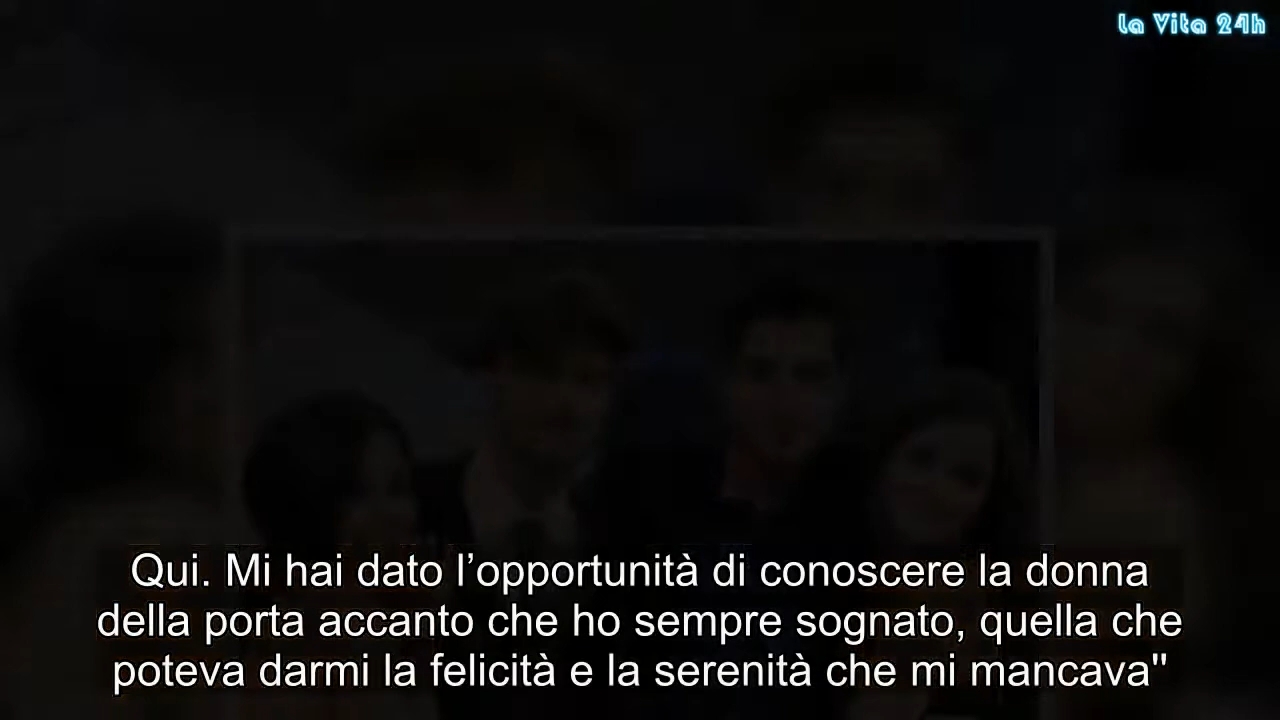 la Vita 24h
Qui. Mi hai dato l’opportunità di conoscere la donna
della porta accanto che ho sempre sognato, quella che
poteva darmi la felicità e la serenità che mi mancava"